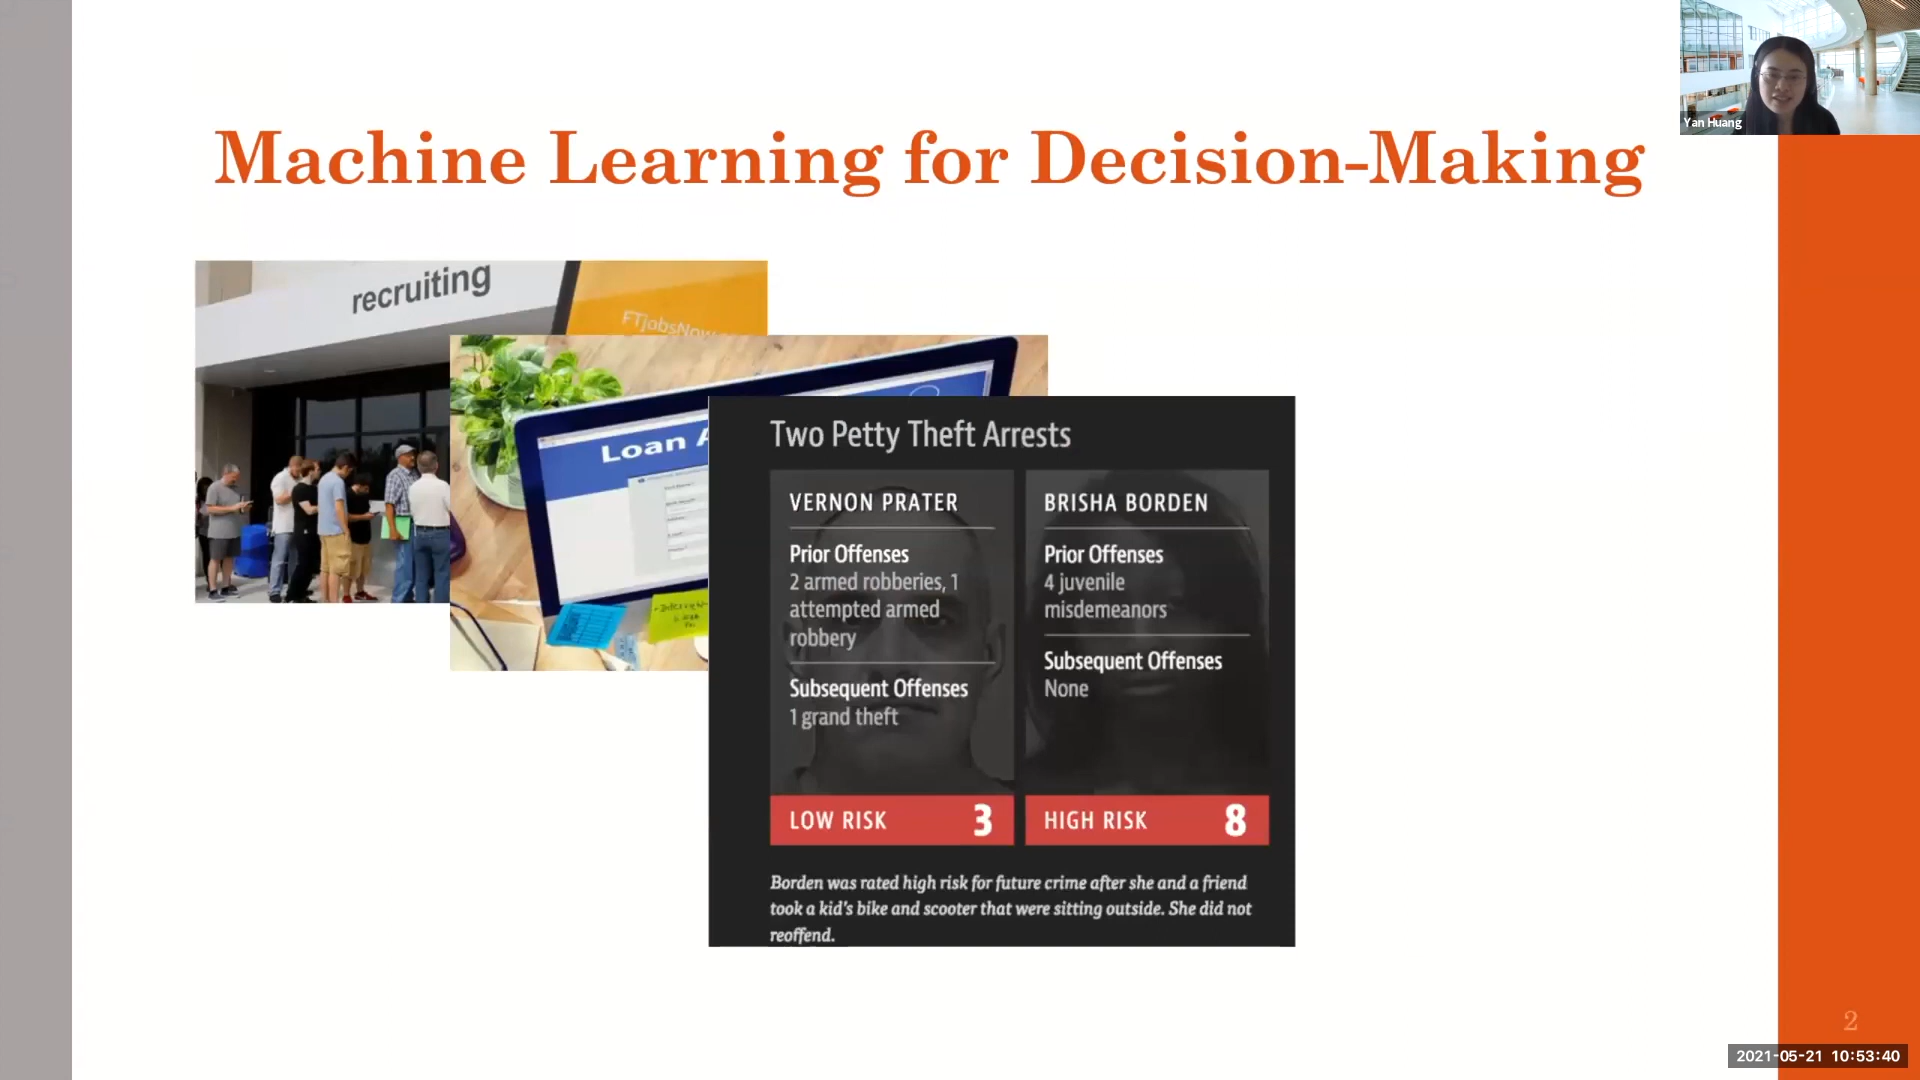 Yan Huang
Machine Learning for Decision-Making
recruiting
FTjobsNow
Loan A
Two Petty Theft Arrests
VERNON PRATER
Prior Offenses
2 armed robberies, 1
attempted armed
robbery
Subsequent Offenses
1 grand theft
LOW RISK 3
BRISHA BORDEN
Prior Offenses
4 juvenile
misdemeanors
Subsequent Offenses
None
HIGH RISK 8
Borden was rated high risk for future crime after she and a friend
took a kid's bike and scooter that were sitting outside. She did not
reoffend.
2
2021-05-21 10:53:40